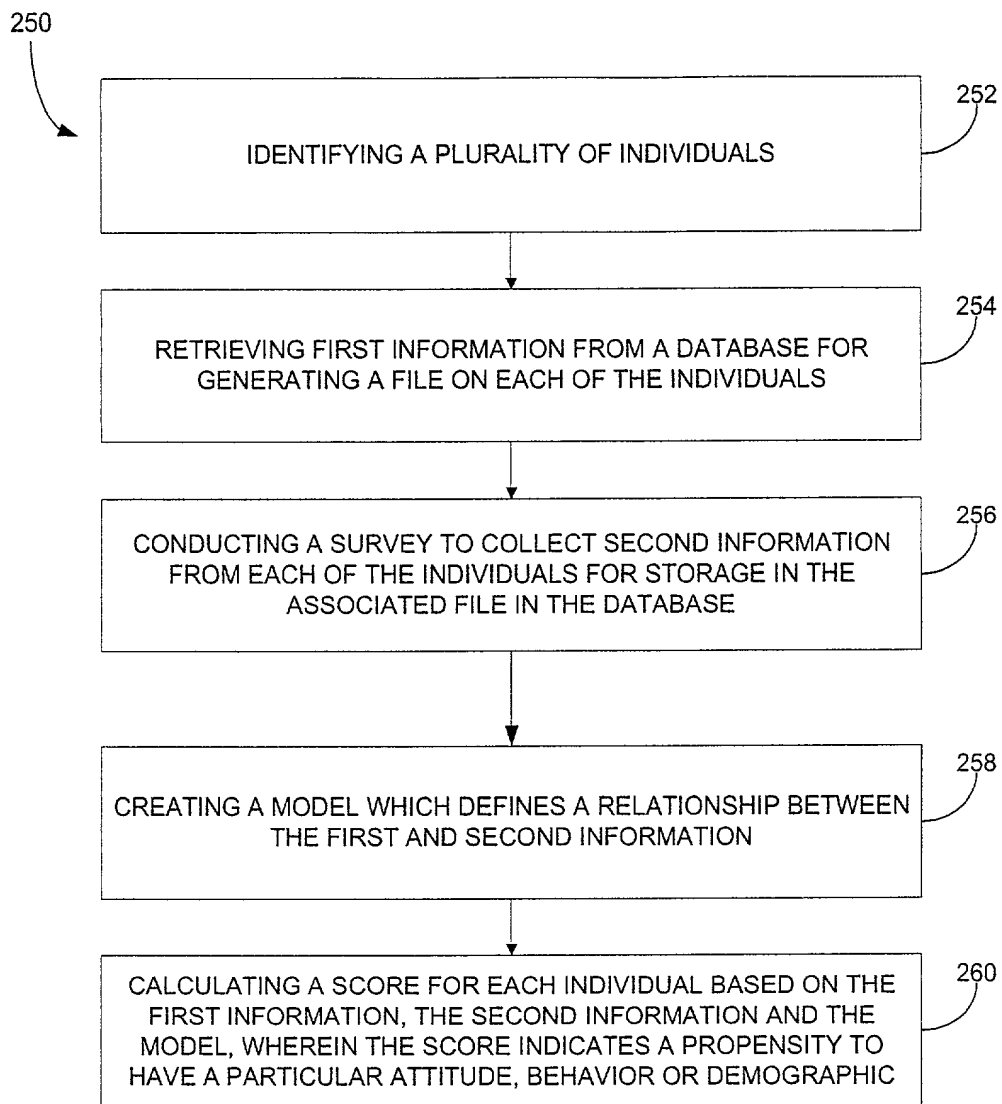 250
252
IDENTIFYING A PLURALITY OF INDIVIDUALS
254
RETRIEVING FIRST INFORMATION FROM A DATABASE FOR
GENERATING A FILE ON EACH OF THE INDIVIDUALS
256
CONDUCTING A SURVEY TO COLLECT SECOND INFORMATION
FROM EACH OF THE INDIVIDUALS FOR STORAGE IN THE
ASSOCIATED FILE IN THE DATABASE
258
CREATING A MODEL WHICH DEFINES A RELATIONSHIP BETWEEN
THE FIRST AND SECOND INFORMATION
260
CALCULATING A SCORE FOR EACH INDIVIDUAL BASED ON THE
FIRST INFORMATION, THE SECOND INFORMATION AND THE
MODEL, WHEREIN THE SCORE INDICATES A PROPENSITY TO
HAVE A PARTICULAR ATTITUDE, BEHAVIOR OR DEMOGRAPHIC